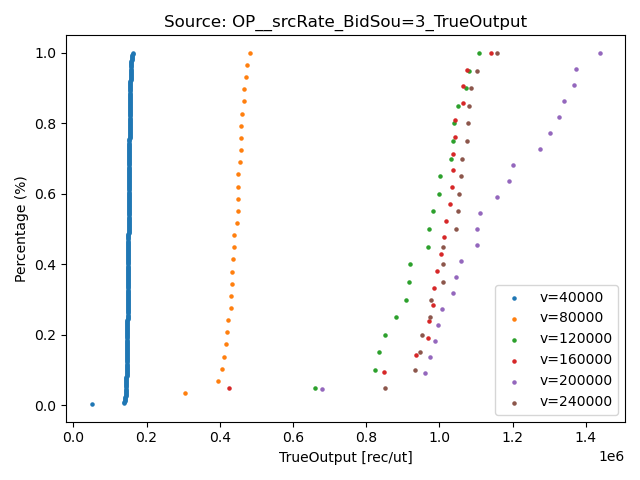 Source: OP__srcRate_BidSou=3_TrueOutput
Percentage (%)
1.0%
0.8%
0.6%
0.4%
0.2%
0.0%
v=40000
v=80000
v=120000
v=160000
v=200000
v=240000
0.0 0.2 0.4 0.6 0.8 1.0 1.2 1.4
1e6
TrueOutput [rec/ut]